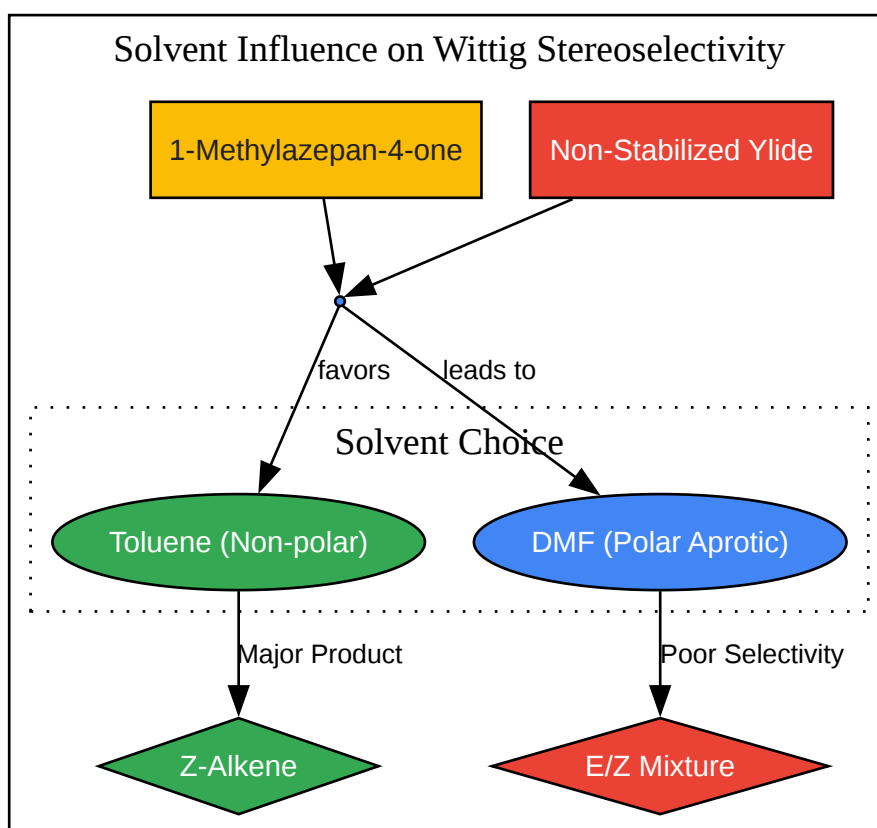 Solvent Influence on Wittig Stereoselectivity
1-Methylazepan-4-one
Non-Stabilized Ylide
favors
leads to
Solvent Choice
Toluene (Non-polar)
DMF (Polar Aprotic)
Major Product
Poor Selectivity
Z-Alkene
E/Z Mixture